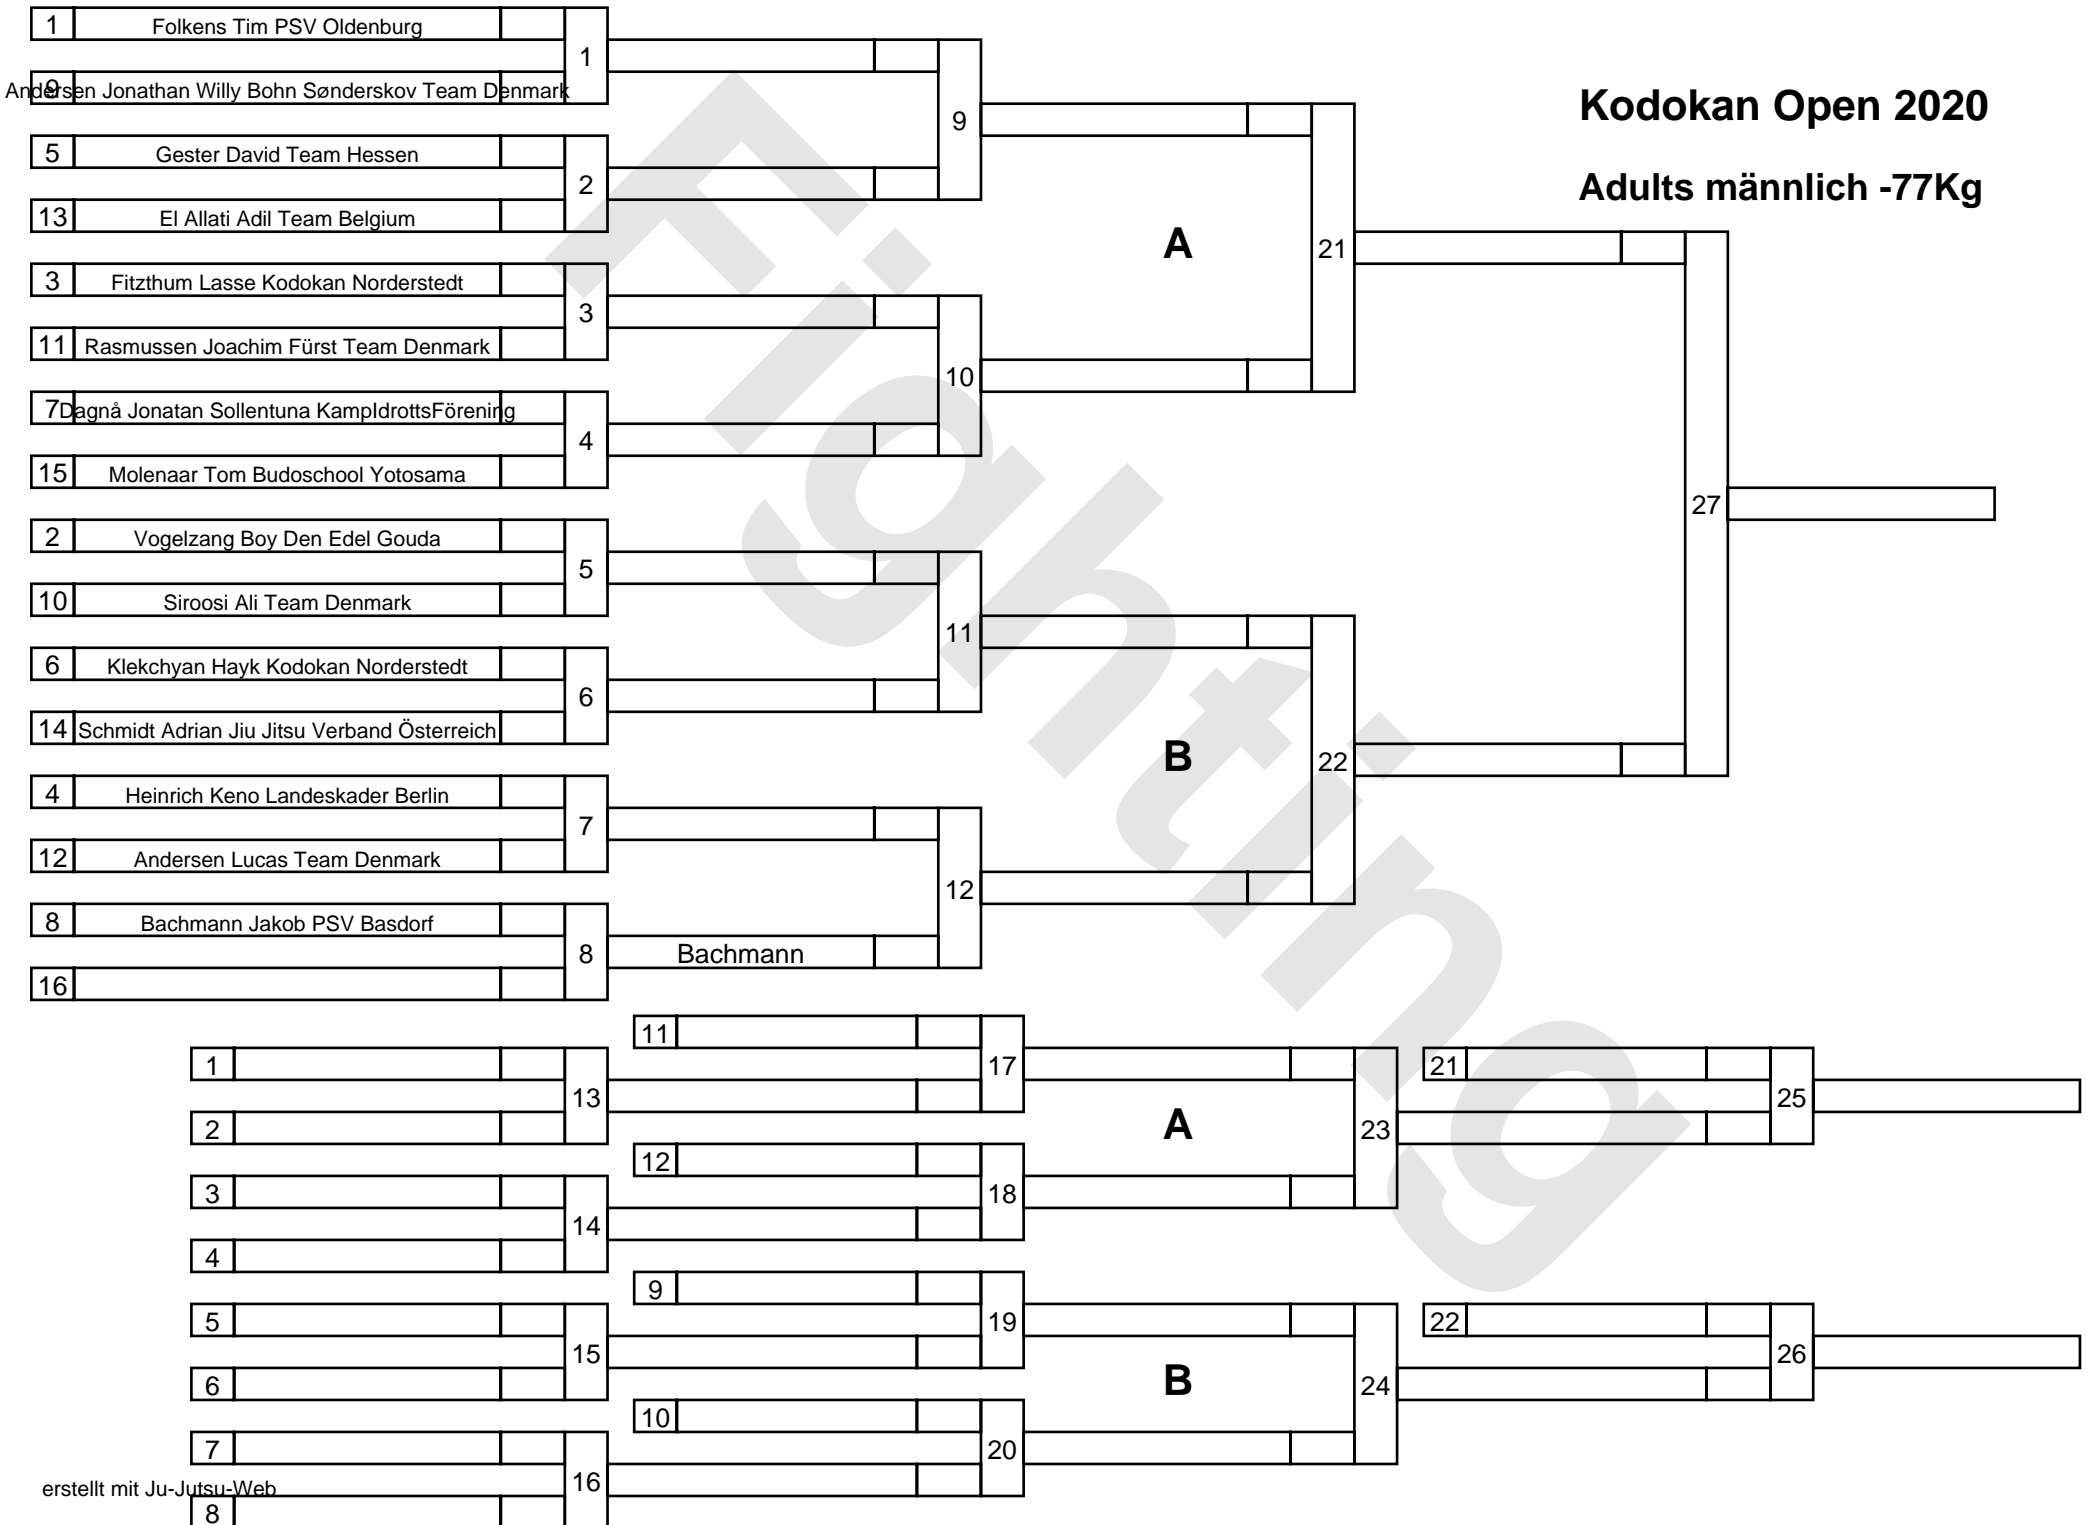 Kodokan Open 2020
Adults männlich -77Kg
1 Folkens Tim PSV Oldenburg
1
9 Andersen Jonathan Willy Bohn Sønderskov Team Denmark
9
5 Gester David Team Hessen
2
13 El Allati Adil Team Belgium
A
21
3 Fitzthum Lasse Kodokan Norderstedt
3
11 Rasmussen Joachim Fürst Team Denmark
10
7 Dagnå Jonatan Sollentuna KampIdrottsFörening
4
15 Molenaar Tom Budoschool Yotosama
27
2 Vogelzang Boy Den Edel Gouda
5
10 Siroosi Ali Team Denmark
11
6 Klekchyan Hayk Kodokan Norderstedt
6
14 Schmidt Adrian Jiu Jitsu Verband Österreich
B
22
4 Heinrich Keno Landeskader Berlin
7
12 Andersen Lucas Team Denmark
12
8 Bachmann Jakob PSV Basdorf
8
Bachmann
16
11
1
17
21
13
25
2
A
23
12
3
18
14
4
9
5
19
22
15
26
6
B
24
10
7
20
16
8
erstellt mit Ju-Jutsu-Web
Fighting